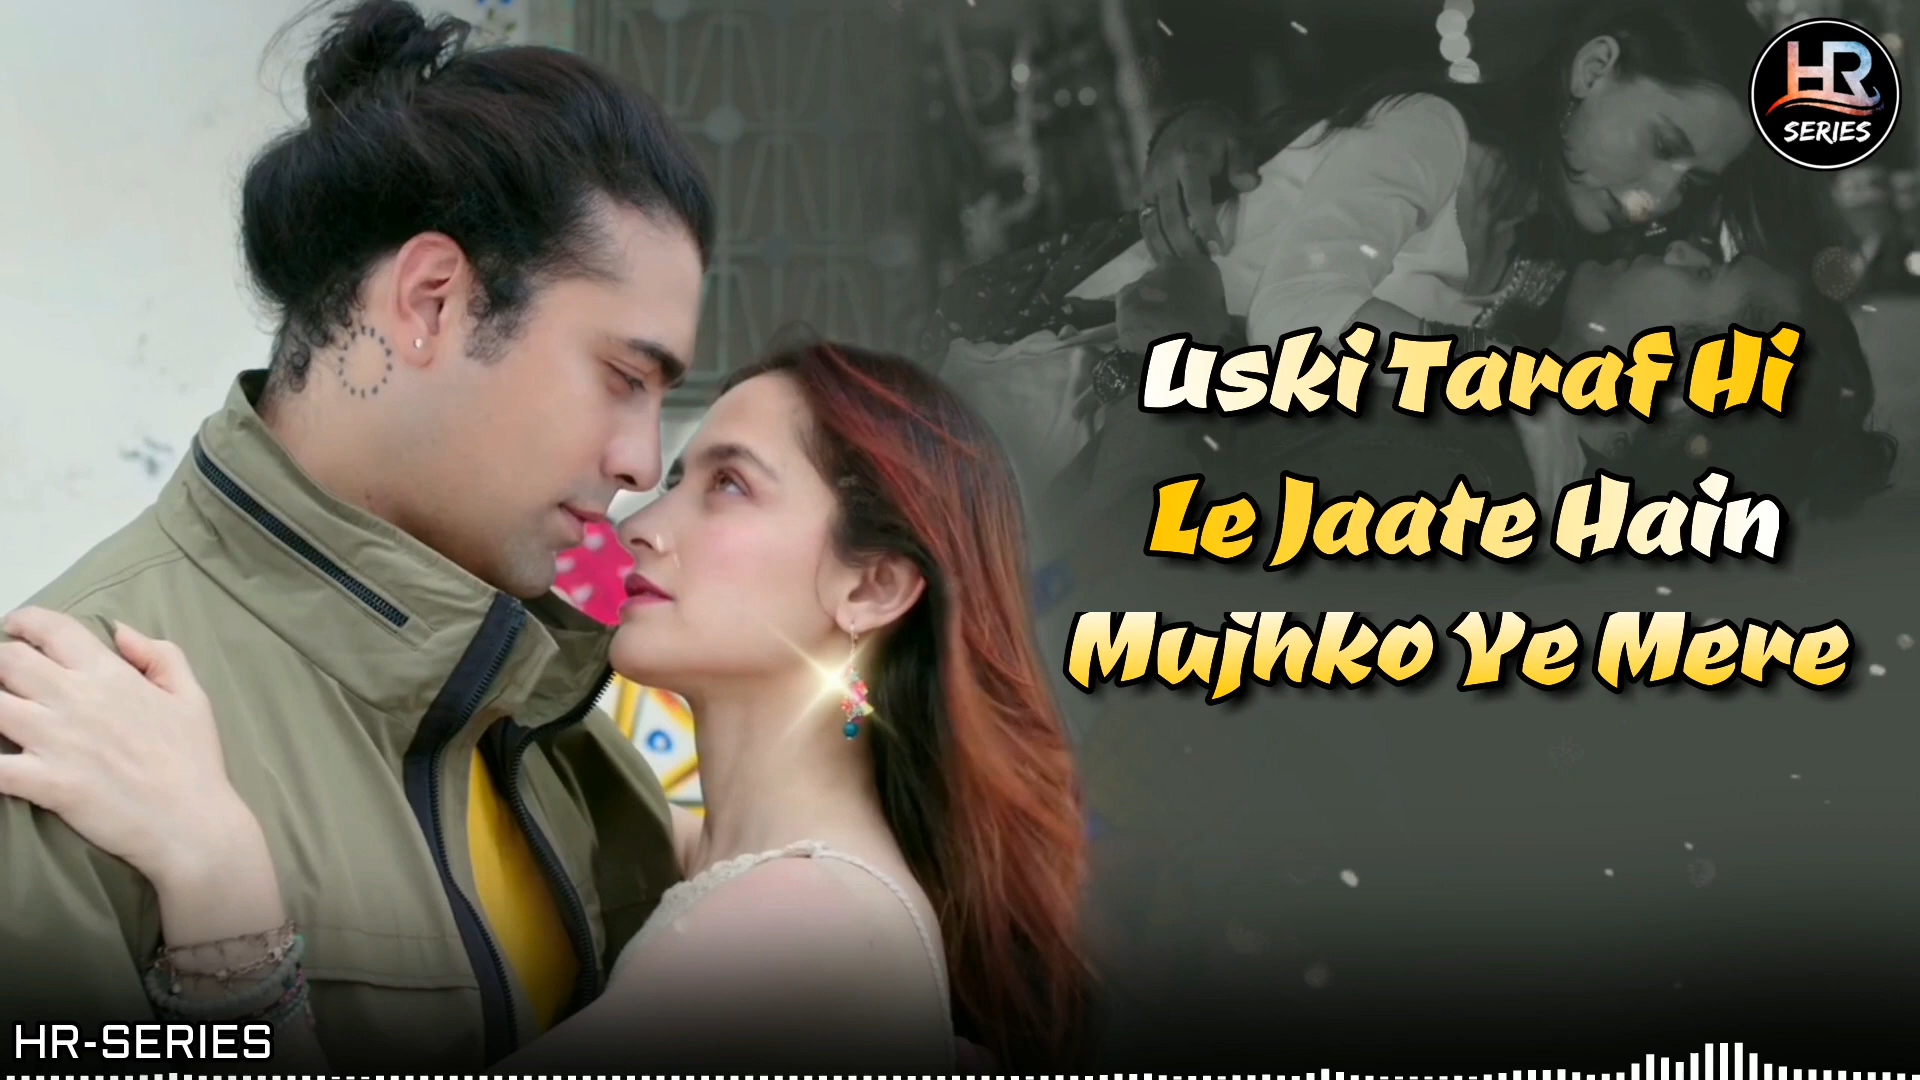 HR
SERIES
Uski Taraf Hi
Le Jaate Hain
Mujhko Ye Mere
HR-SERIES